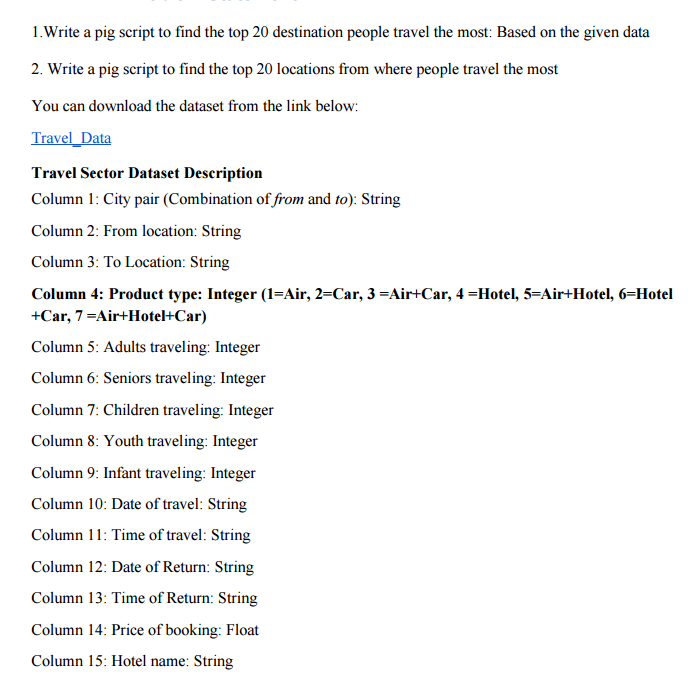 1.Write a pig script to find the top 20 destination people travel the most: Based on the given data
2. Write a pig script to find the top 20 locations from where people travel the most
You can download the dataset from the link below:
Travel_Data
Travel Sector Dataset Description
Column 1: City pair (Combination of from and to): String
Column 2: From location: String
Column 3: To Location: String
Column 4: Product type: Integer (1=Air, 2=Car, 3 =Air+Car, 4 =Hotel, 5=Air+Hotel, 6=Hotel
+Car, 7 =Air+Hotel+Car)
Column 5: Adults traveling: Integer
Column 6: Seniors traveling: Integer
Column 7: Children traveling: Integer
Column 8: Youth traveling: Integer
Column 9: Infant traveling: Integer
Column 10: Date of travel: String
Column 11: Time of travel: String
Column 12: Date of Return: String
Column 13: Time of Return: String
Column 14: Price of booking: Float
Column 15: Hotel name: String